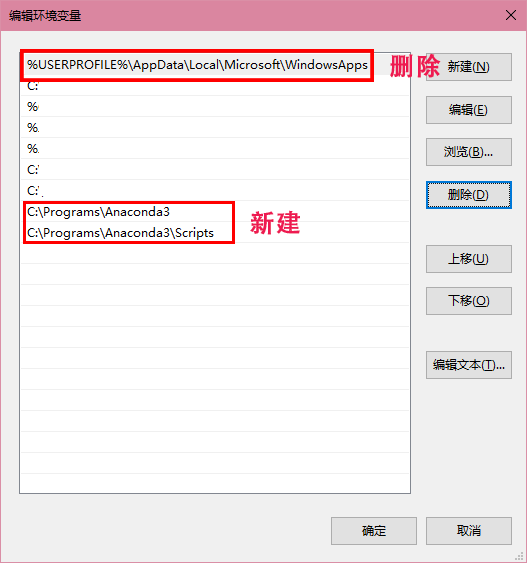 编辑环境变量
%USERPROFILE%\AppData\Local\Microsoft\WindowsApps
删除
C:
%
%
%
C:
C:
C:\Programs\Anaconda3
C:\Programs\Anaconda3\Scripts
新建
新建(N)
编辑(E)
浏览(B)...
删除(D)
上移(U)
下移(O)
编辑文本(T)...
确定
取消